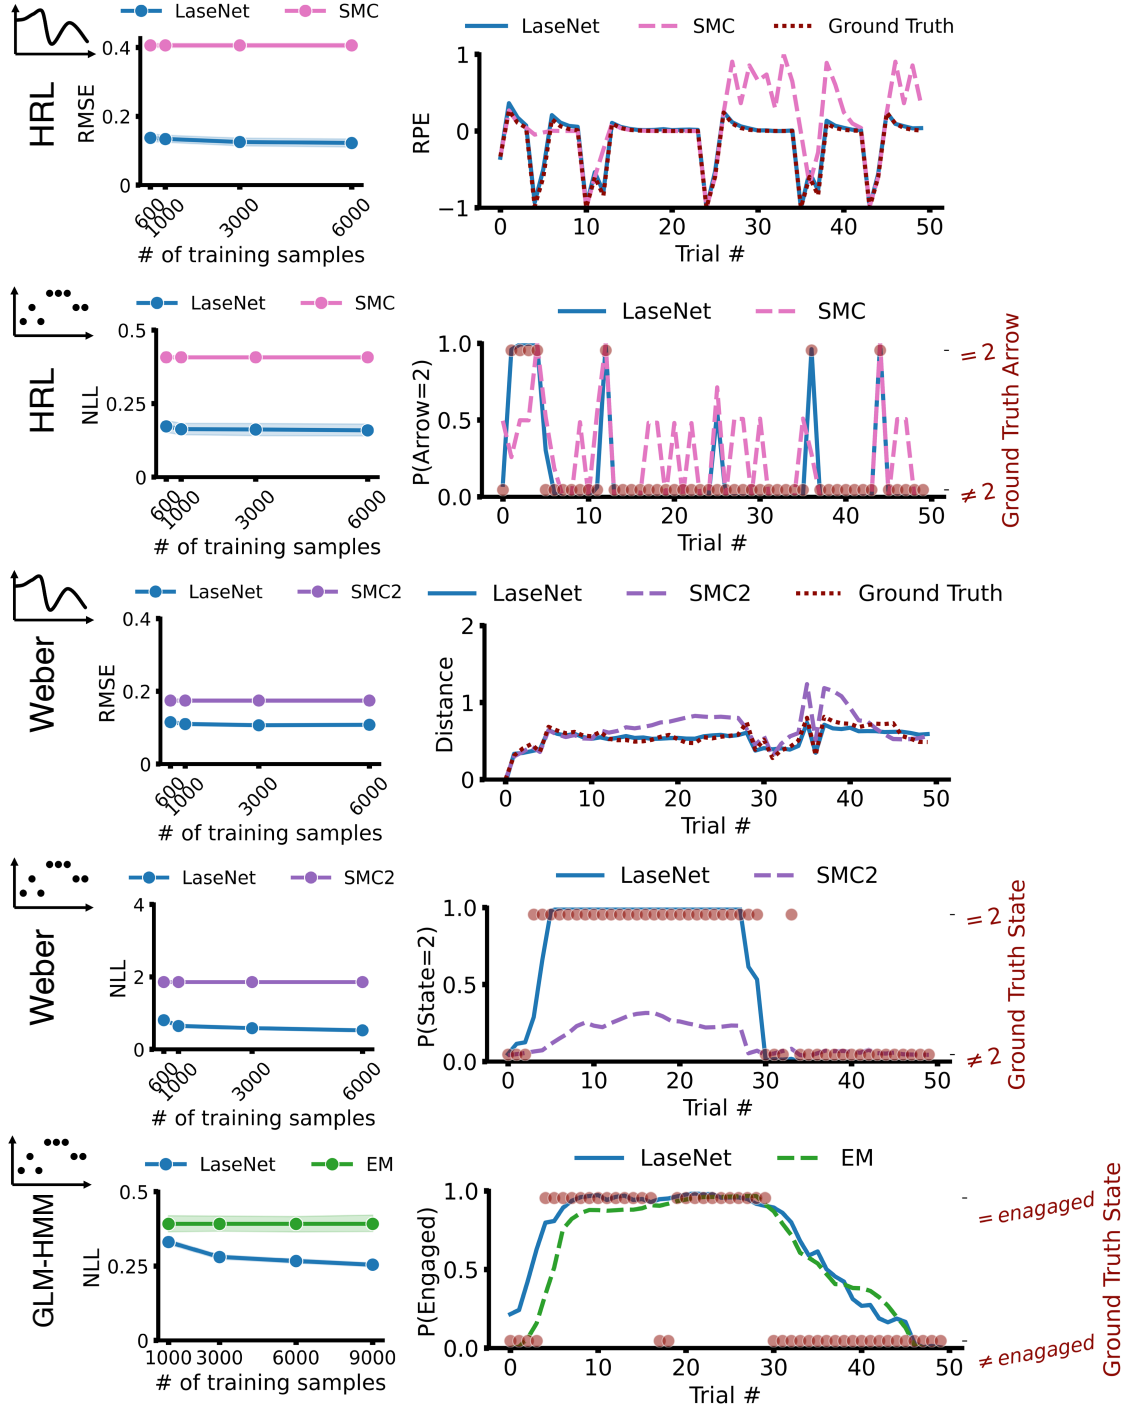 LaseNet SMC
HRL
RMSE
0.4
0.2
0
600 1000 3000 6000
# of training samples
LaseNet SMC Ground Truth
RPE
1
0
−1
0 10 20 30 40 50
Trial #
LaseNet SMC
HRL
NLL
0.5
0.25
0
600 1000 3000 6000
# of training samples
LaseNet SMC
P(Arrow=2)
1.0
0.5
0.0
0 10 20 30 40 50
Trial #
= 2
≠ 2
Ground Truth Arrow
LaseNet SMC2
Weber
RMSE
0.4
0.2
0
600 1000 3000 6000
# of training samples
LaseNet SMC2 Ground Truth
Distance
2
1
0
0 10 20 30 40 50
Trial #
LaseNet SMC2
Weber
NLL
4
2
0
600 1000 3000 6000
# of training samples
LaseNet SMC2
P(State=2)
1.0
0.5
0.0
0 10 20 30 40 50
Trial #
= 2
≠ 2
Ground Truth State
LaseNet EM
GLM-HMM
NLL
0.5
0.25
0
1000 3000 6000 9000
# of training samples
LaseNet EM
P(Engaged)
1.0
0.5
0.0
0 10 20 30 40 50
Trial #
= engaged
≠ enagaged
Ground Truth State